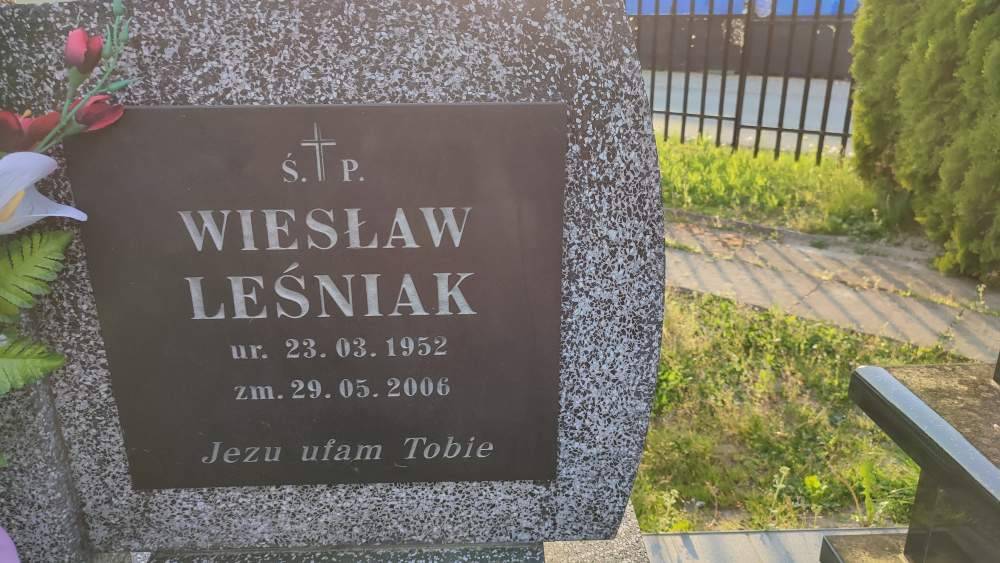 Ś. P.
WIESŁAW
LEŚNIAK
ur. 23.03.1952
zm. 29.05.2006
Jezu ufam Tobie